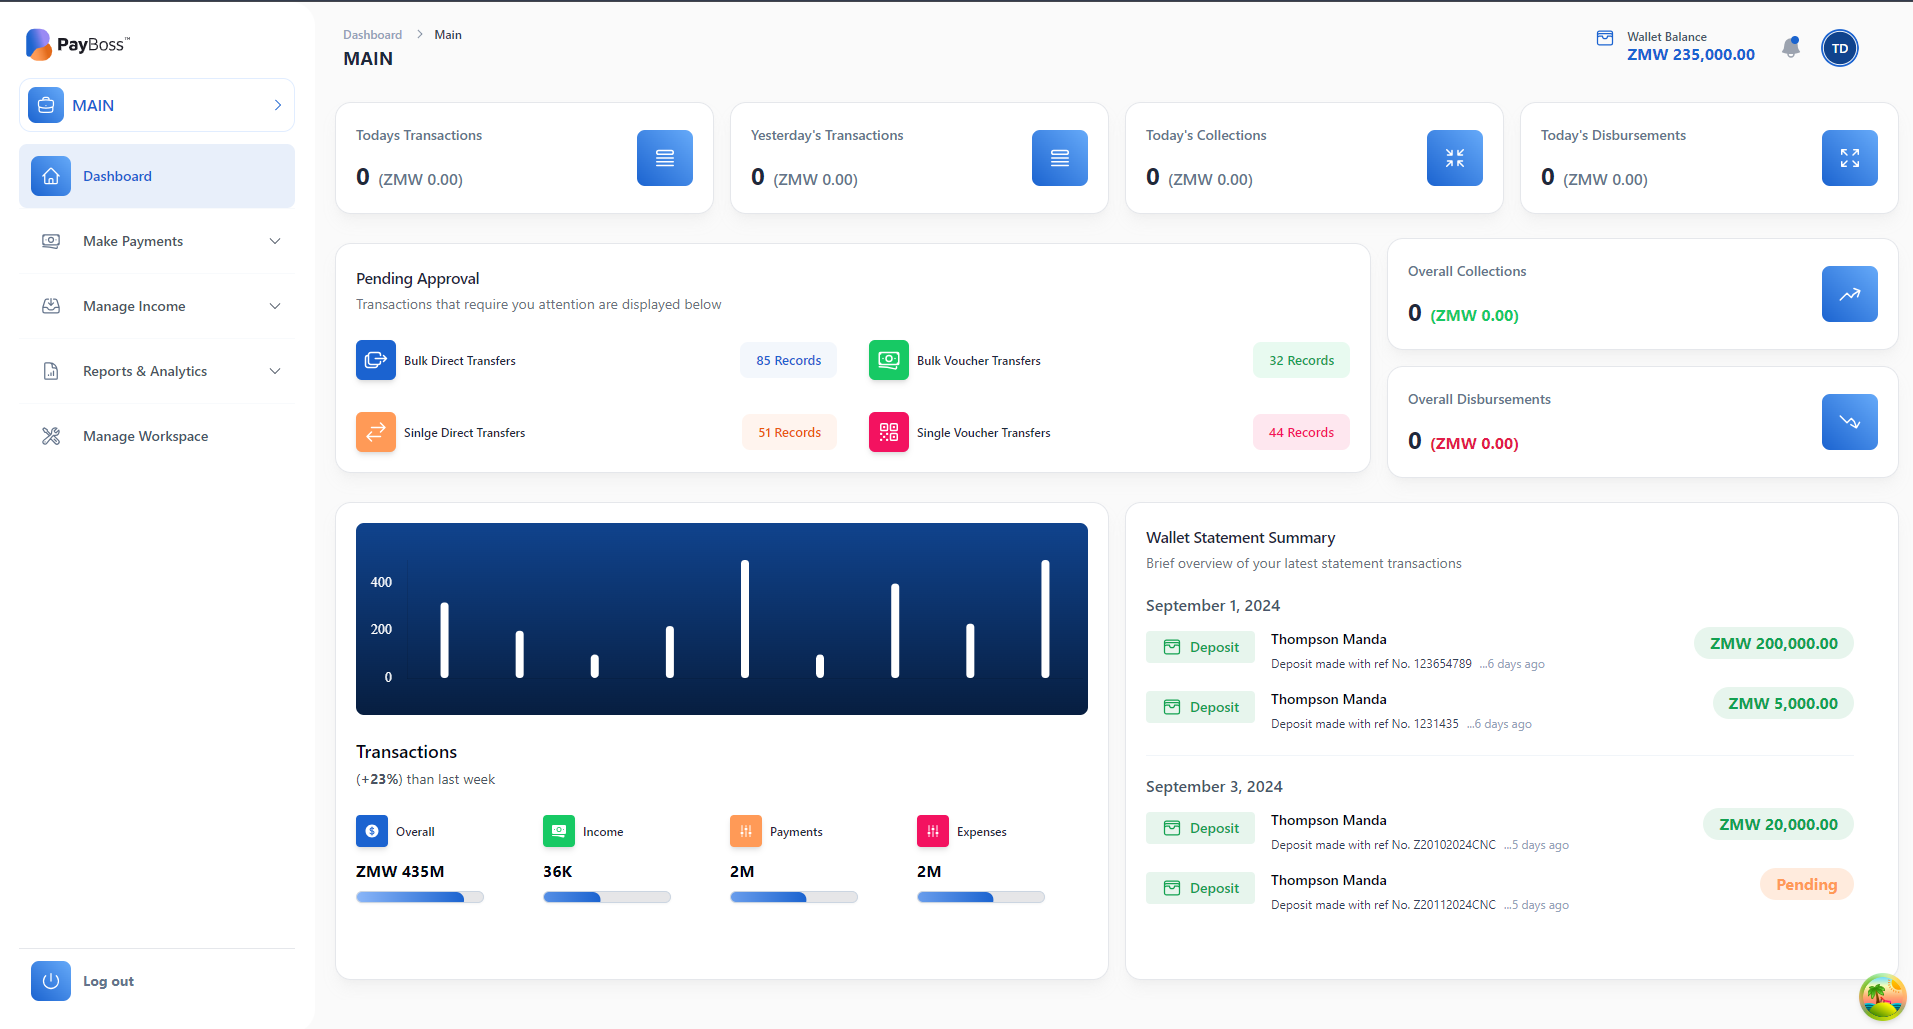 PayBoss™
MAIN
Dashboard
Make Payments
Manage Income
Reports & Analytics
Manage Workspace
Log out
Dashboard > Main
MAIN
Wallet Balance
ZMW 235,000.00
TD
Todays Transactions
0 (ZMW 0.00)
Yesterday's Transactions
0 (ZMW 0.00)
Today's Collections
0 (ZMW 0.00)
Today's Disbursements
0 (ZMW 0.00)
Pending Approval
Transactions that require you attention are displayed below
Bulk Direct Transfers
85 Records
Bulk Voucher Transfers
32 Records
Sinlge Direct Transfers
51 Records
Single Voucher Transfers
44 Records
Overall Collections
0 (ZMW 0.00)
Overall Disbursements
0 (ZMW 0.00)
400
200
0
Transactions
(+23%) than last week
Overall
ZMW 435M
Income
36K
Payments
2M
Expenses
2M
Wallet Statement Summary
Brief overview of your latest statement transactions
September 1, 2024
Deposit
Thompson Manda
Deposit made with ref No. 123654789 ...6 days ago
ZMW 200,000.00
Deposit
Thompson Manda
Deposit made with ref No. 1231435 ...6 days ago
ZMW 5,000.00
September 3, 2024
Deposit
Thompson Manda
Deposit made with ref No. Z20102024CNC ...5 days ago
ZMW 20,000.00
Deposit
Thompson Manda
Deposit made with ref No. Z20112024CNC ...5 days ago
Pending